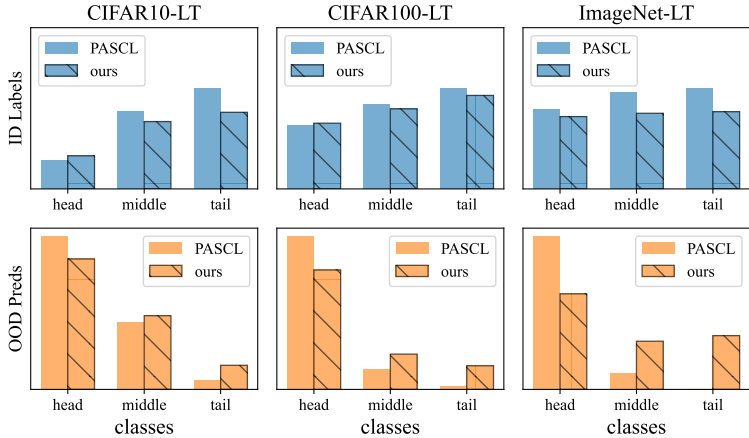 CIFAR10-LT
CIFAR100-LT
ImageNet-LT
ID Labels
PASCL
ours
PASCL
ours
PASCL
ours
head middle tail
head middle tail
head middle tail
OOD Preds
PASCL
ours
PASCL
ours
PASCL
ours
head middle tail
head middle tail
head middle tail
classes
classes
classes